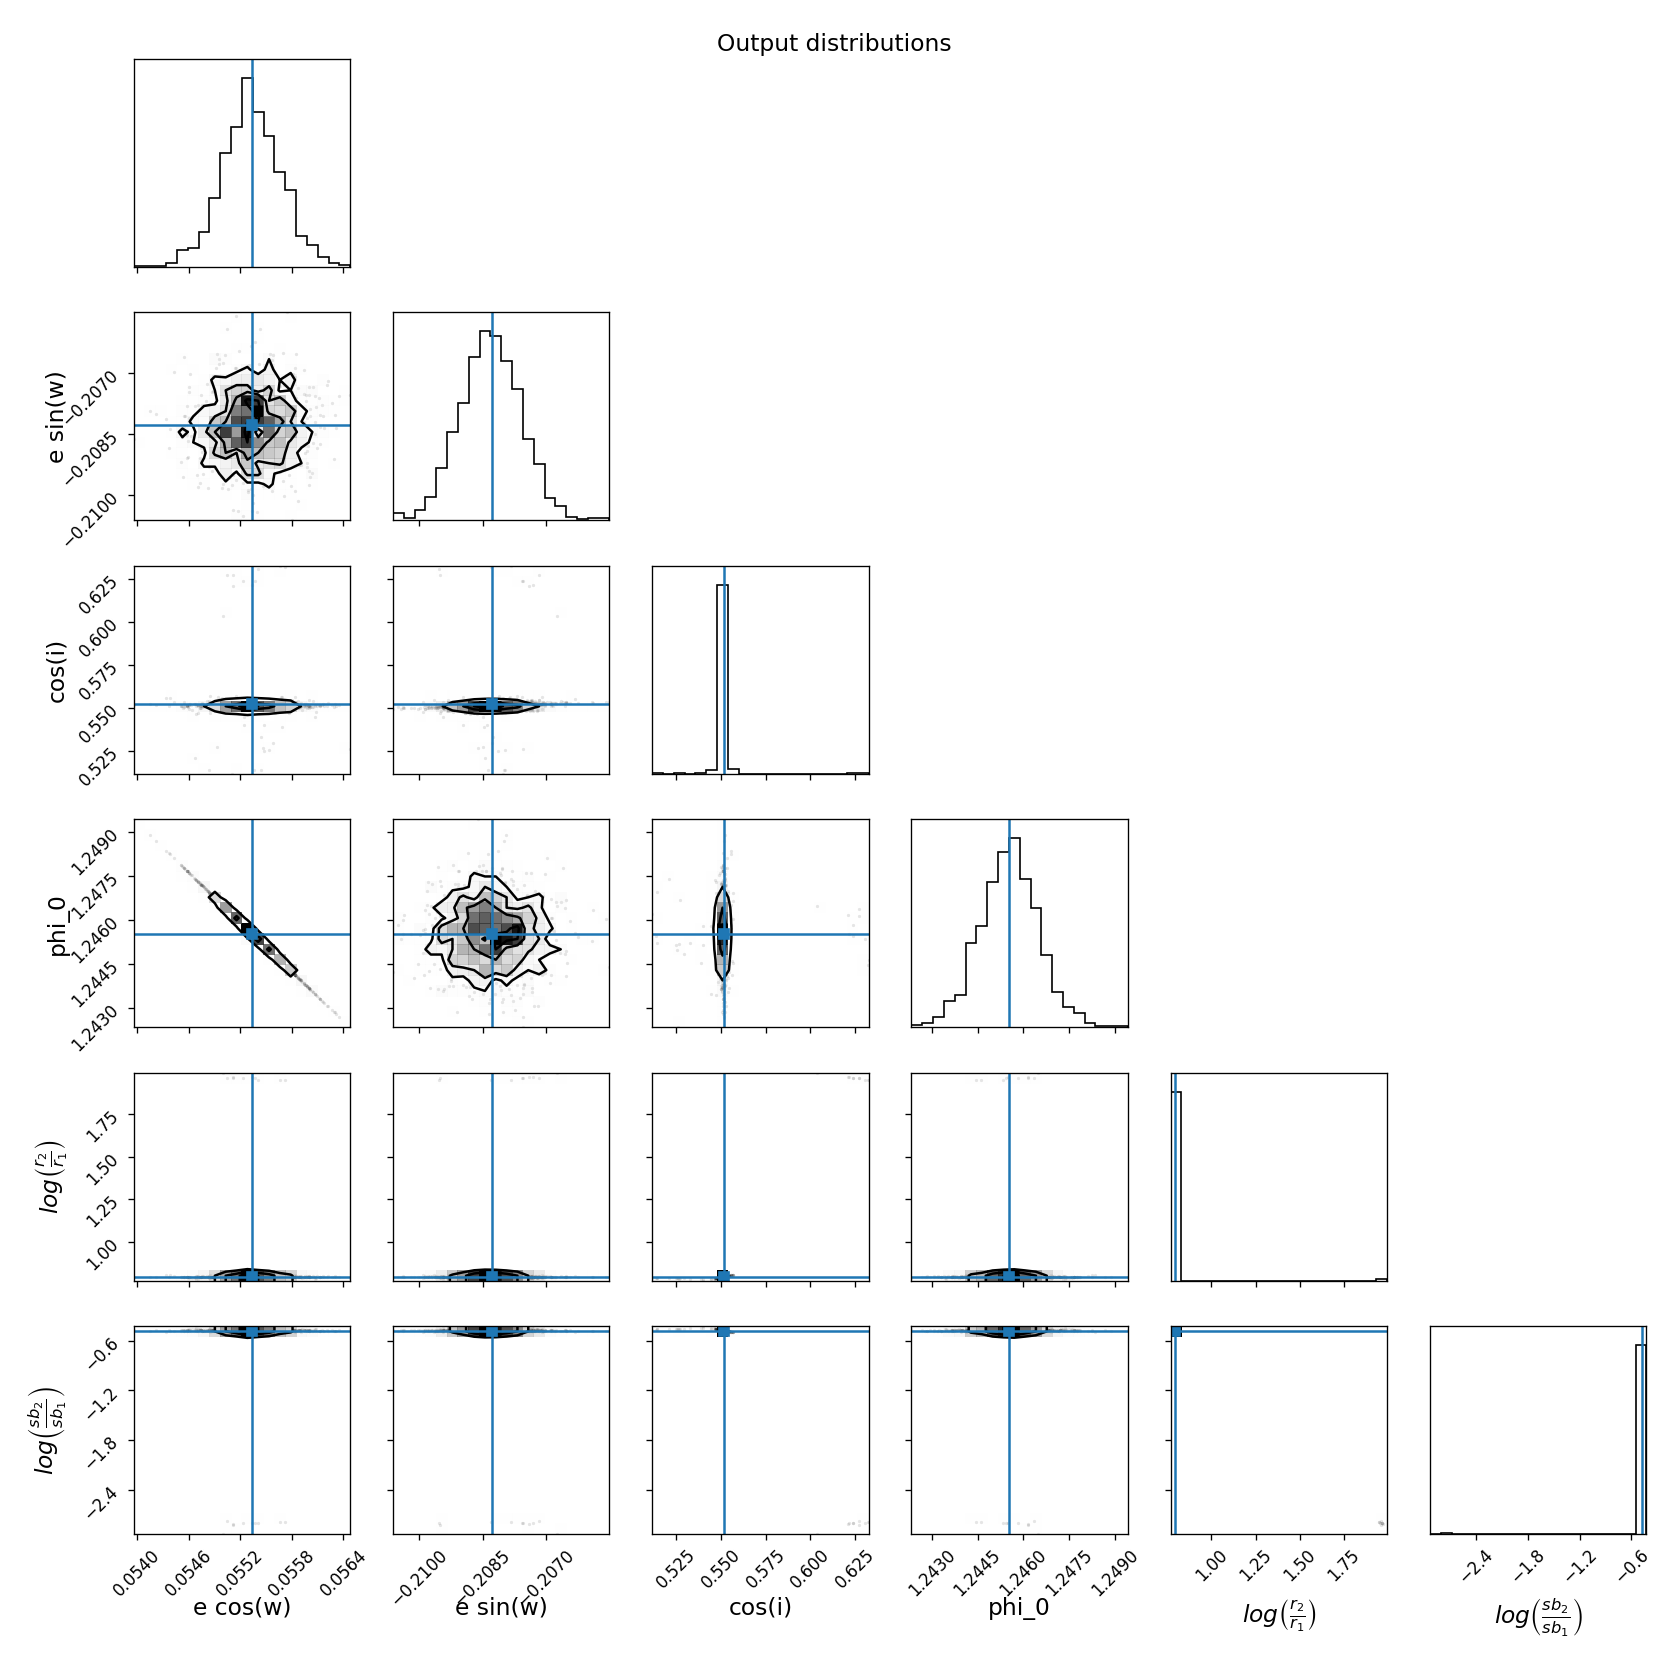 Output distributions
e sin(w)
−0.2070
−0.2085
−0.2100
cos(i)
0.625
0.600
0.575
0.550
0.525
phi_0
1.2490
1.2475
1.2460
1.2445
1.2430
log(r₂/r₁)
1.75
1.50
1.25
1.00
log(sb₂/sb₁)
−0.6
−1.2
−1.8
−2.4
0.0540 0.0546 0.0552 0.0558 0.0564
e cos(w)
−0.2100 −0.2085 −0.2070
e sin(w)
0.525 0.550 0.575 0.600 0.625
cos(i)
1.2430 1.2445 1.2460 1.2475 1.2490
phi_0
1.00 1.25 1.50 1.75
log(r₂/r₁)
−2.4 −1.8 −1.2 −0.6
log(sb₂/sb₁)